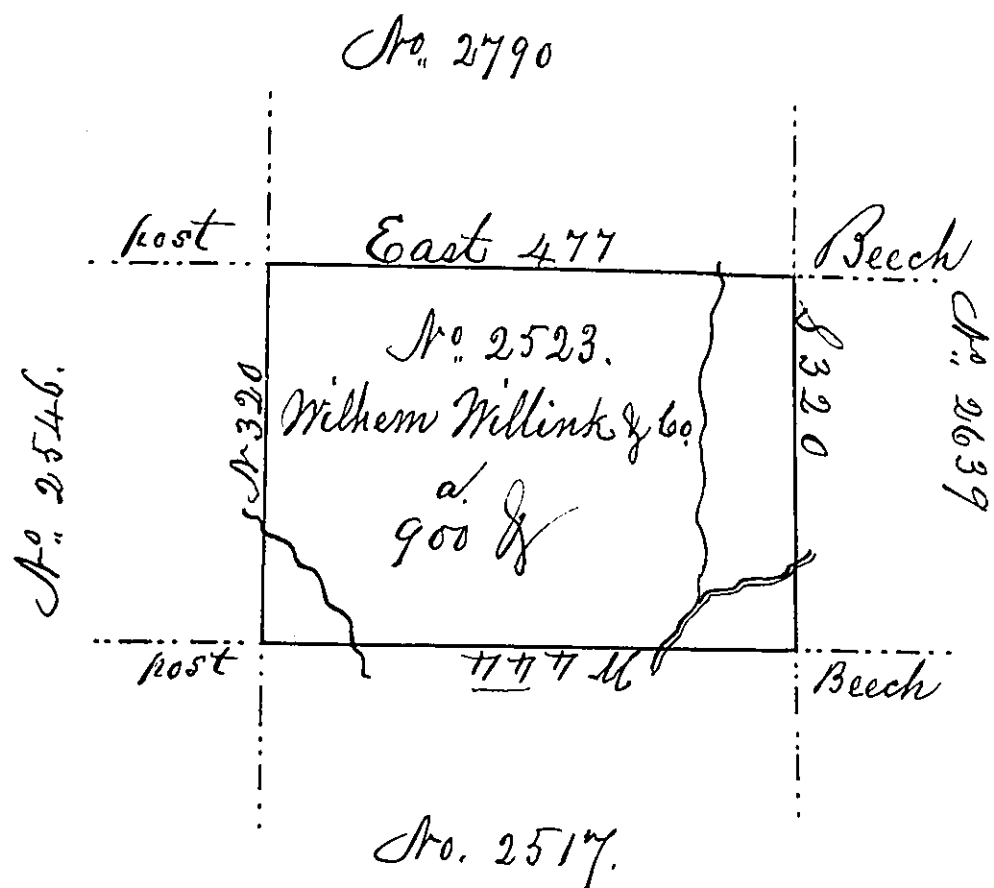 No. 2790
post
East 477
Beech
No. 2523.
Wilhem Willink & Co.
a.
900 &
N 320
S 320
No. 2546.
No. 2639
post
W 477
Beech
No. 2517.